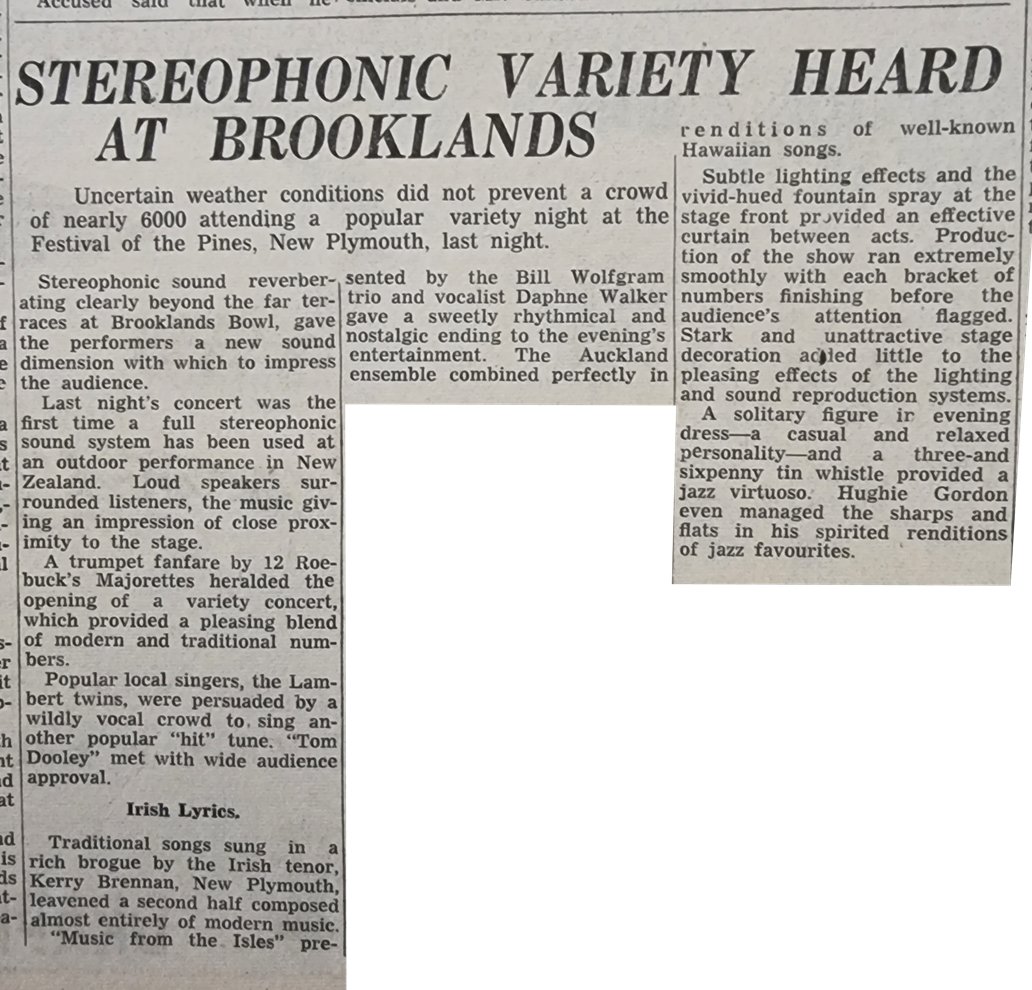 Accused said that when he
STEREOPHONIC VARIETY HEARD
AT BROOKLANDS
Uncertain weather conditions did not prevent a crowd
of nearly 6000 attending a popular variety night at the
Festival of the Pines, New Plymouth, last night.
Stereophonic sound reverber-
ating clearly beyond the far ter-
races at Brooklands Bowl, gave
the performers a new sound
dimension with which to impress
the audience.
Last night's concert was the
first time a full stereophonic
sound system has been used at
an outdoor performance in New
Zealand. Loud speakers sur-
rounded listeners, the music giv-
ing an impression of close prox-
imity to the stage.
A trumpet fanfare by 12 Roe-
buck's Majorettes heralded the
opening of a variety concert,
which provided a pleasing blend
of modern and traditional num-
bers.
Popular local singers, the Lam-
bert twins, were persuaded by a
wildly vocal crowd to sing an-
other popular "hit" tune. "Tom
Dooley" met with wide audience
approval.
Irish Lyrics.
Traditional songs sung in a
rich brogue by the Irish tenor,
Kerry Brennan, New Plymouth,
leavened a second half composed
almost entirely of modern music.
"Music from the Isles" pre-
sented by the Bill Wolfgram
trio and vocalist Daphne Walker
gave a sweetly rhythmical and
nostalgic ending to the evening's
entertainment. The Auckland
ensemble combined perfectly in
renditions of well-known
Hawaiian songs.
Subtle lighting effects and the
vivid-hued fountain spray at the
stage front provided an effective
curtain between acts. Produc-
tion of the show ran extremely
smoothly with each bracket of
numbers finishing before the
audience's attention flagged.
Stark and unattractive stage
decoration added little to the
pleasing effects of the lighting
and sound reproduction systems.
A solitary figure in evening
dress—a casual and relaxed
personality—and a three-and
sixpenny tin whistle provided a
jazz virtuoso. Hughie Gordon
even managed the sharps and
flats in his spirited renditions
of jazz favourites.